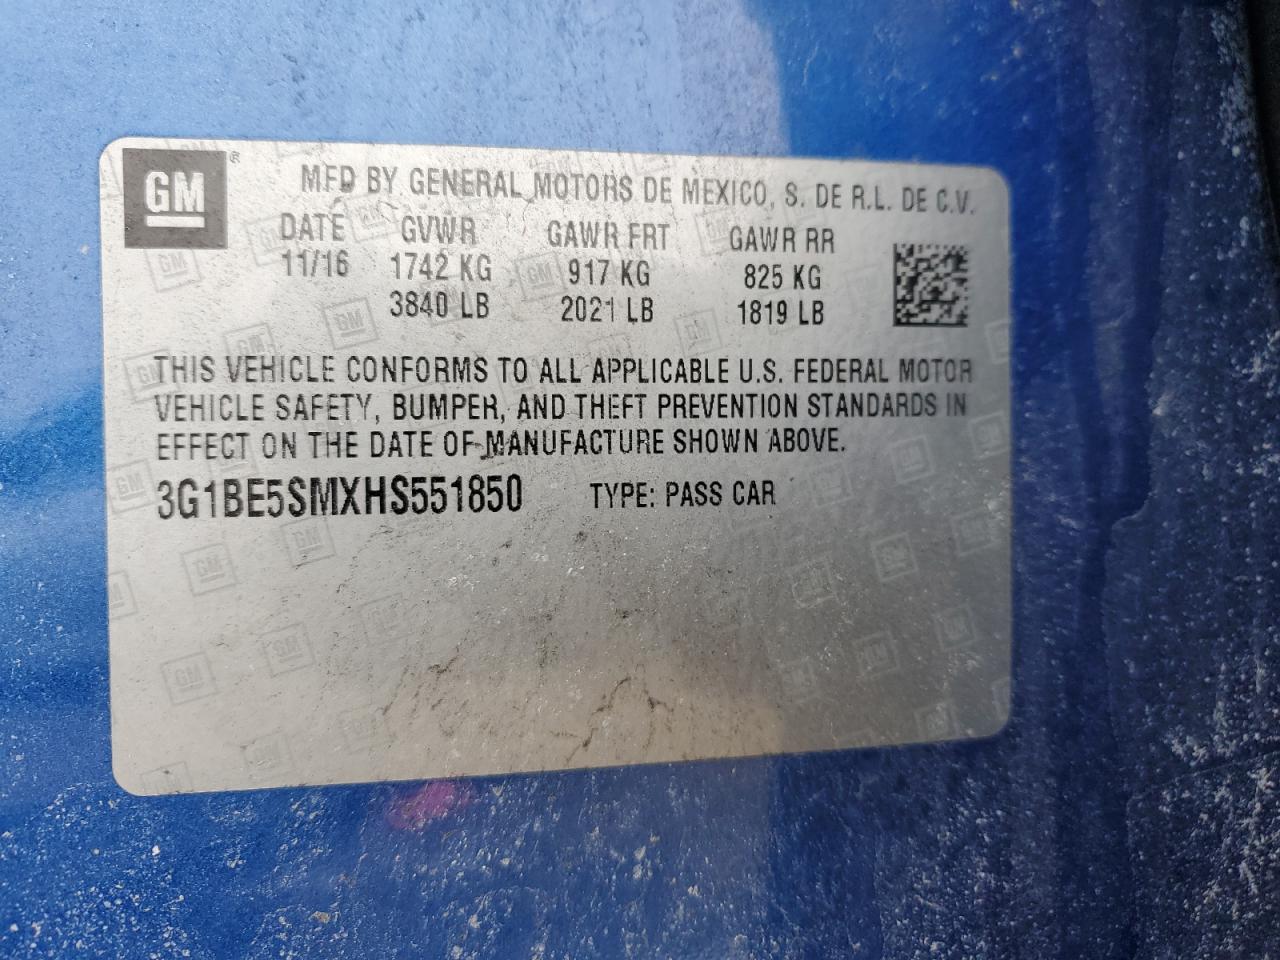 GM ®
MFD BY GENERAL MOTORS DE MEXICO, S. DE R.L. DE C.V.
DATE GVWR GAWR FRT GAWR RR
11/16 1742 KG 917 KG 825 KG
3840 LB 2021 LB 1819 LB
THIS VEHICLE CONFORMS TO ALL APPLICABLE U.S. FEDERAL MOTOR
VEHICLE SAFETY, BUMPER, AND THEFT PREVENTION STANDARDS IN
EFFECT ON THE DATE OF MANUFACTURE SHOWN ABOVE.
3G1BE5SMXHS551850 TYPE: PASS CAR